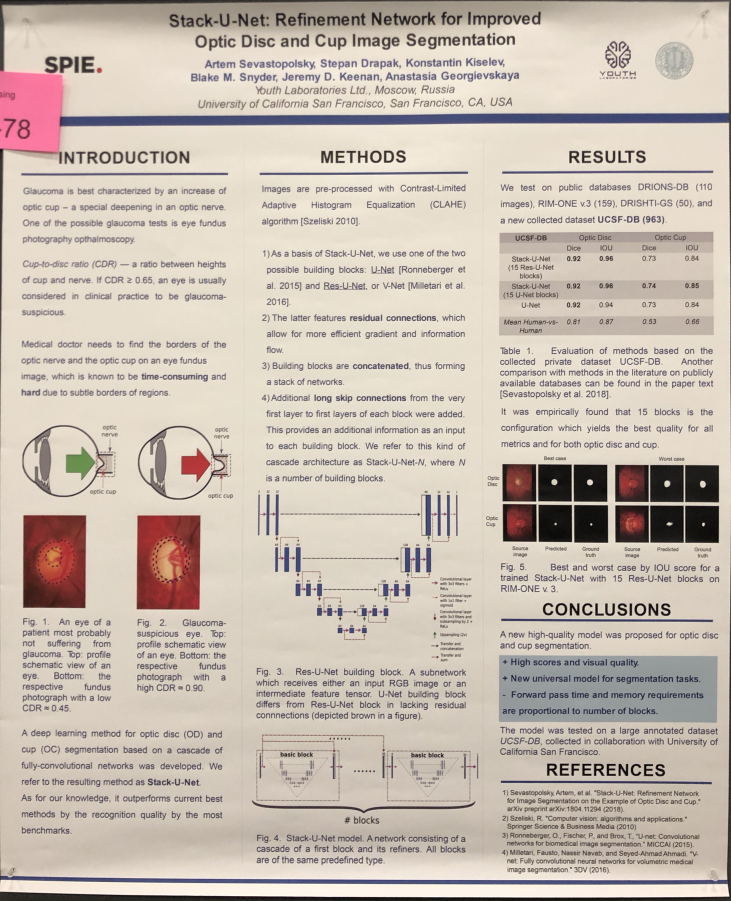 Stack-U-Net: Refinement Network for Improved
Optic Disc and Cup Image Segmentation
SPIE.
Artem Sevastopolsky, Stepan Drapak, Konstantin Kiselev,
Blake M. Snyder, Jeremy D. Keenan, Anastasia Georgievskaya
Youth Laboratories Ltd., Moscow, Russia
University of California San Francisco, San Francisco, CA, USA
YOUTH
LABORATORIES
sing
-78
INTRODUCTION
Glaucoma is best characterized by an increase of
optic cup – a special deepening in an optic nerve.
One of the possible glaucoma tests is eye fundus
photography opthalmoscopy.
Cup-to-disc ratio (CDR) — a ratio between heights
of cup and nerve. If CDR ≥ 0.65, an eye is usually
considered in clinical practice to be glaucoma-
suspicious.
Medical doctor needs to find the borders of the
optic nerve and the optic cup on an eye fundus
image, which is known to be time-consuming and
hard due to subtle borders of regions.
optic
nerve
optic cup
optic
nerve
optic cup
Fig. 1. An eye of a
patient most probably
not suffering from
glaucoma. Top: profile
schematic view of an
eye. Bottom: the
respective fundus
photograph with a low
CDR ≈ 0.45.
Fig. 2. Glaucoma-
suspicious eye. Top:
profile schematic view
of an eye. Bottom: the
respective fundus
photograph with a
high CDR ≈ 0.90.
A deep learning method for optic disc (OD) and
cup (OC) segmentation based on a cascade of
fully-convolutional networks was developed. We
refer to the resulting method as Stack-U-Net.
As for our knowledge, it outperforms current best
methods by the recognition quality by the most
benchmarks.
METHODS
Images are pre-processed with Contrast-Limited
Adaptive Histogram Equalization (CLAHE)
algorithm [Szeliski 2010].
1) As a basis of Stack-U-Net, we use one of the two
possible building blocks: U-Net [Ronneberger et
al. 2015] and Res-U-Net, or V-Net [Milletari et al.
2016].
2) The latter features residual connections, which
allow for more efficient gradient and information
flow.
3) Building blocks are concatenated, thus forming
a stack of networks.
4) Additional long skip connections from the very
first layer to first layers of each block were added.
This provides an additional information as an input
to each building block. We refer to this kind of
cascade architecture as Stack-U-Net-N, where N
is a number of building blocks.
Convolutional layer
with 3x3 filters +
ReLu
Convolutional layer
with 1x1 filter +
sigmoid
Convolutional layer
with 3x3 filters and
subsampling by 2 +
ReLu
Upsampling (2x)
Transfer and
concatenation
Transfer and
sum
Fig. 3. Res-U-Net building block. A subnetwork
which receives either an input RGB image or an
intermediate feature tensor. U-Net building block
differs from Res-U-Net block in lacking residual
connnections (depicted brown in a figure).
basic block
basic block
# blocks
Fig. 4. Stack-U-Net model. A network consisting of a
cascade of a first block and its refiners. All blocks
are of the same predefined type.
RESULTS
We test on public databases DRIONS-DB (110
images), RIM-ONE v.3 (159), DRISHTI-GS (50), and
a new collected dataset UCSF-DB (963).
UCSF-DB Optic Disc Optic Cup
Dice IOU Dice IOU
Stack-U-Net
(15 Res-U-Net
blocks) 0.92 0.96 0.73 0.84
Stack-U-Net
(15 U-Net blocks) 0.92 0.96 0.74 0.85
U-Net 0.92 0.94 0.73 0.84
Mean Human-vs-
Human 0.81 0.87 0.53 0.66
Table 1. Evaluation of methods based on the
collected private dataset UCSF-DB. Another
comparison with methods in the literature on publicly
available databases can be found in the paper text
[Sevastopolsky et al. 2018].
It was empirically found that 15 blocks is the
configuration which yields the best quality for all
metrics and for both optic disc and cup.
Best case Worst case
Optic
Disc
Optic
Cup
Source
image
Predicted
Ground
truth
Source
image
Predicted
Ground
truth
Fig. 5. Best and worst case by IOU score for a
trained Stack-U-Net with 15 Res-U-Net blocks on
RIM-ONE v. 3.
CONCLUSIONS
A new high-quality model was proposed for optic disc
and cup segmentation.
+ High scores and visual quality.
+ New universal model for segmentation tasks.
- Forward pass time and memory requirements
are proportional to number of blocks.
The model was tested on a large annotated dataset
UCSF-DB, collected in collaboration with University of
California San Francisco.
REFERENCES
1) Sevastopolsky, Artem, et al. "Stack-U-Net: Refinement Network
for Image Segmentation on the Example of Optic Disc and Cup."
arXiv preprint arXiv:1804.11294 (2018).
2) Szeliski, R. "Computer vision: algorithms and applications."
Springer Science & Business Media (2010)
3) Ronneberger, O., Fischer, P., and Brox, T., "U-net: Convolutional
networks for biomedical image segmentation." MICCAI (2015).
4) Milletari, Fausto, Nassir Navab, and Seyed-Ahmad Ahmadi. "V-
net: Fully convolutional neural networks for volumetric medical
image segmentation." 3DV (2016).